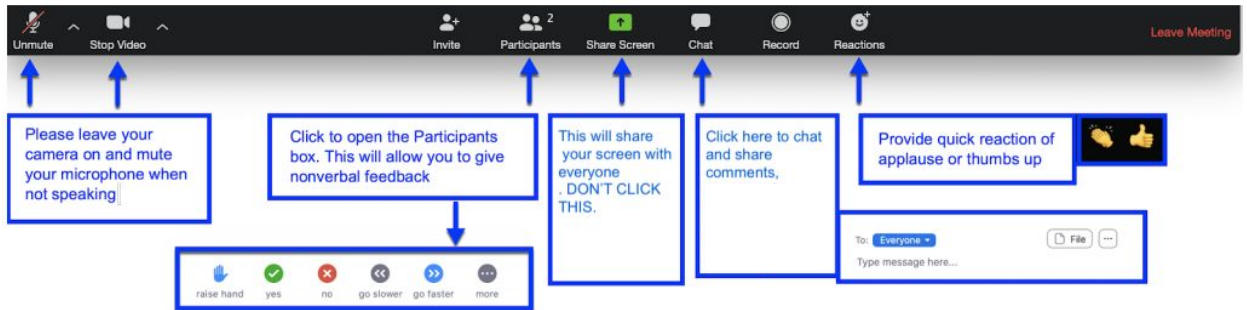 Unmute Stop Video Invite Participants 2 Share Screen Chat Record Reactions Leave Meeting
Please leave your
camera on and mute
your microphone when
not speaking
Click to open the Participants
box. This will allow you to give
nonverbal feedback
This will share
your screen with
everyone
. DON'T CLICK
THIS.
Click here to chat
and share
comments,
Provide quick reaction of
applause or thumbs up
raise hand yes no go slower go faster more
To: Everyone File
Type message here...